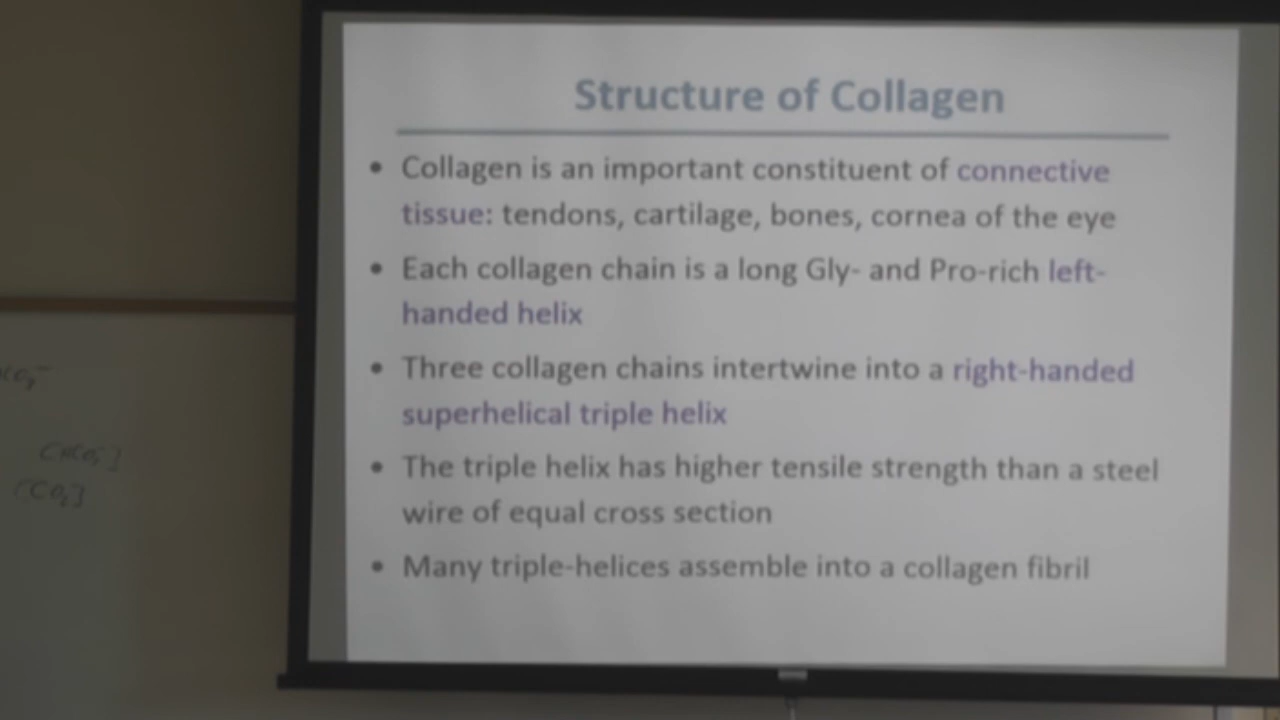 Structure of Collagen
• Collagen is an important constituent of connective
tissue: tendons, cartilage, bones, cornea of the eye
• Each collagen chain is a long Gly- and Pro-rich left-
handed helix
• Three collagen chains intertwine into a right-handed
superhelical triple helix
• The triple helix has higher tensile strength than a steel
wire of equal cross section
• Many triple-helices assemble into a collagen fibril
[CO₂]